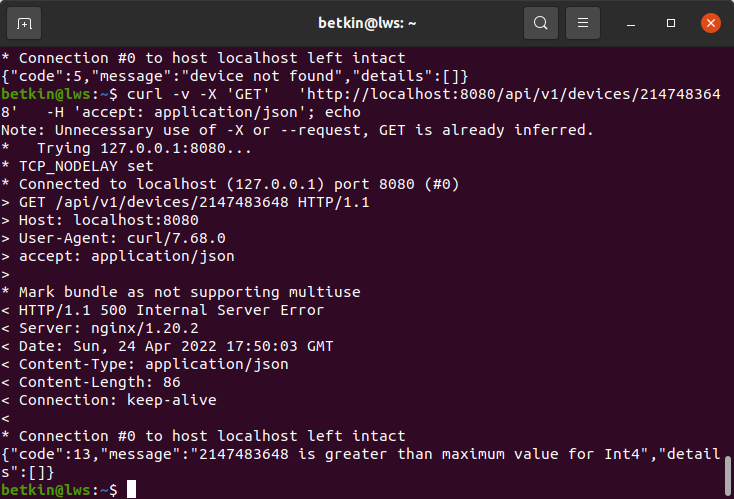 betkin@lws: ~
* Connection #0 to host localhost left intact
{"code":5,"message":"device not found","details":[]}
betkin@lws:~$ curl -v -X 'GET'   'http://localhost:8080/api/v1/devices/214748364
8'   -H 'accept: application/json'; echo
Note: Unnecessary use of -X or --request, GET is already inferred.
*   Trying 127.0.0.1:8080...
* TCP_NODELAY set
* Connected to localhost (127.0.0.1) port 8080 (#0)
> GET /api/v1/devices/2147483648 HTTP/1.1
> Host: localhost:8080
> User-Agent: curl/7.68.0
> accept: application/json
>
* Mark bundle as not supporting multiuse
< HTTP/1.1 500 Internal Server Error
< Server: nginx/1.20.2
< Date: Sun, 24 Apr 2022 17:50:03 GMT
< Content-Type: application/json
< Content-Length: 86
< Connection: keep-alive
<
* Connection #0 to host localhost left intact
{"code":13,"message":"2147483648 is greater than maximum value for Int4","detail
s":[]}
betkin@lws:~$